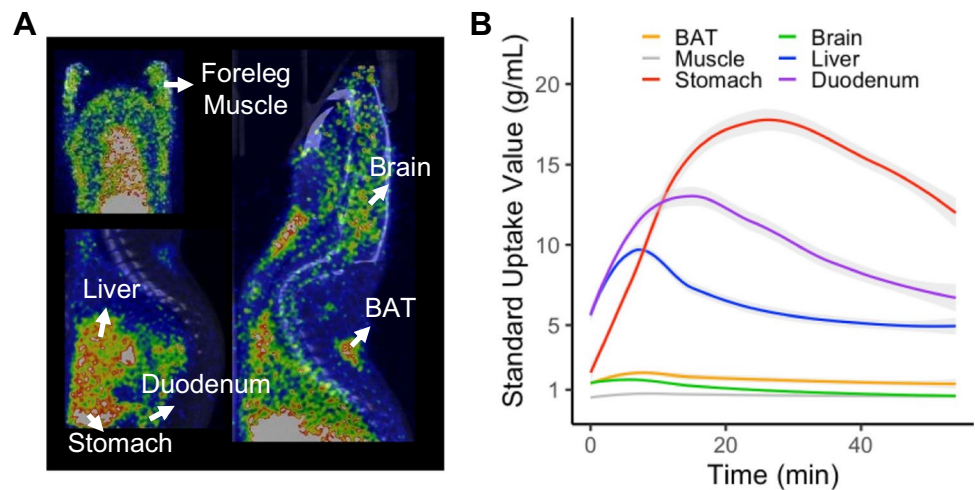 A
Foreleg
Muscle
Brain
Liver
BAT
Duodenum
Stomach
B
BAT
Muscle
Stomach
Brain
Liver
Duodenum
Standard Uptake Value (g/mL)
20
15
10
5
1
0
20
40
Time (min)